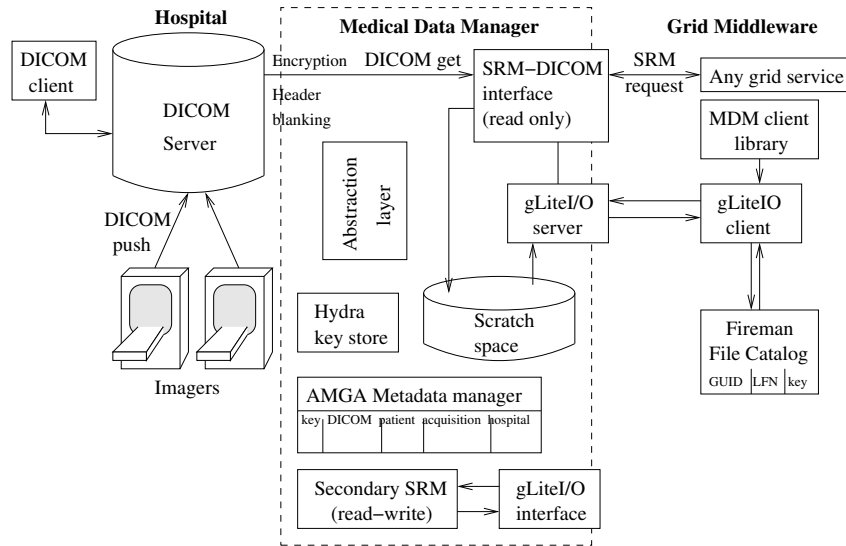 Hospital
Medical Data Manager
Grid Middleware
DICOM
client
DICOM
Server
Encryption
Header
blanking
DICOM get
SRM−DICOM
interface
(read only)
SRM
request
Any grid service
MDM client
library
Abstraction
layer
gLiteI/O
server
gLiteIO
client
DICOM
push
Imagers
Hydra
key store
Scratch
space
Fireman
File Catalog
GUID LFN key
AMGA Metadata manager
key DICOM patient acquisition hospital
Secondary SRM
(read−write)
gLiteI/O
interface